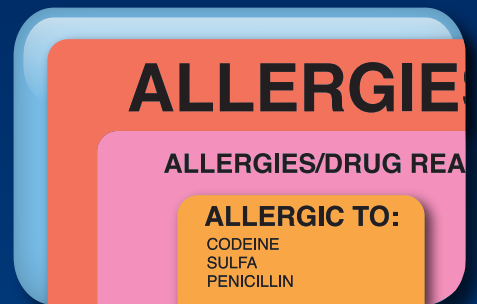 ALLERGIE
ALLERGIES/DRUG REA
ALLERGIC TO:
CODEINE
SULFA
PENICILLIN